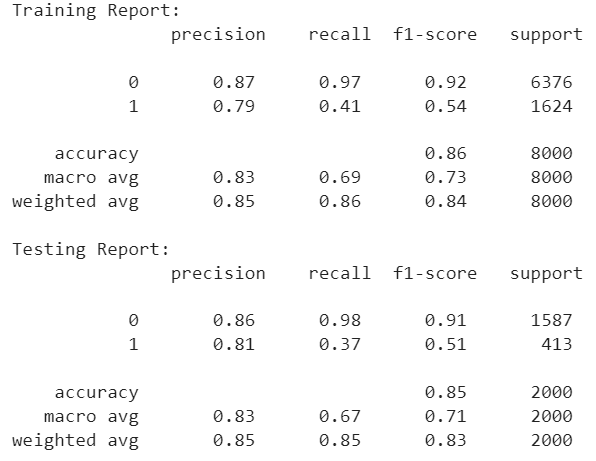 Training Report:
precision recall f1-score support
0 0.87 0.97 0.92 6376
1 0.79 0.41 0.54 1624
accuracy 0.86 8000
macro avg 0.83 0.69 0.73 8000
weighted avg 0.85 0.86 0.84 8000
Testing Report:
precision recall f1-score support
0 0.86 0.98 0.91 1587
1 0.81 0.37 0.51 413
accuracy 0.85 2000
macro avg 0.83 0.67 0.71 2000
weighted avg 0.85 0.85 0.83 2000